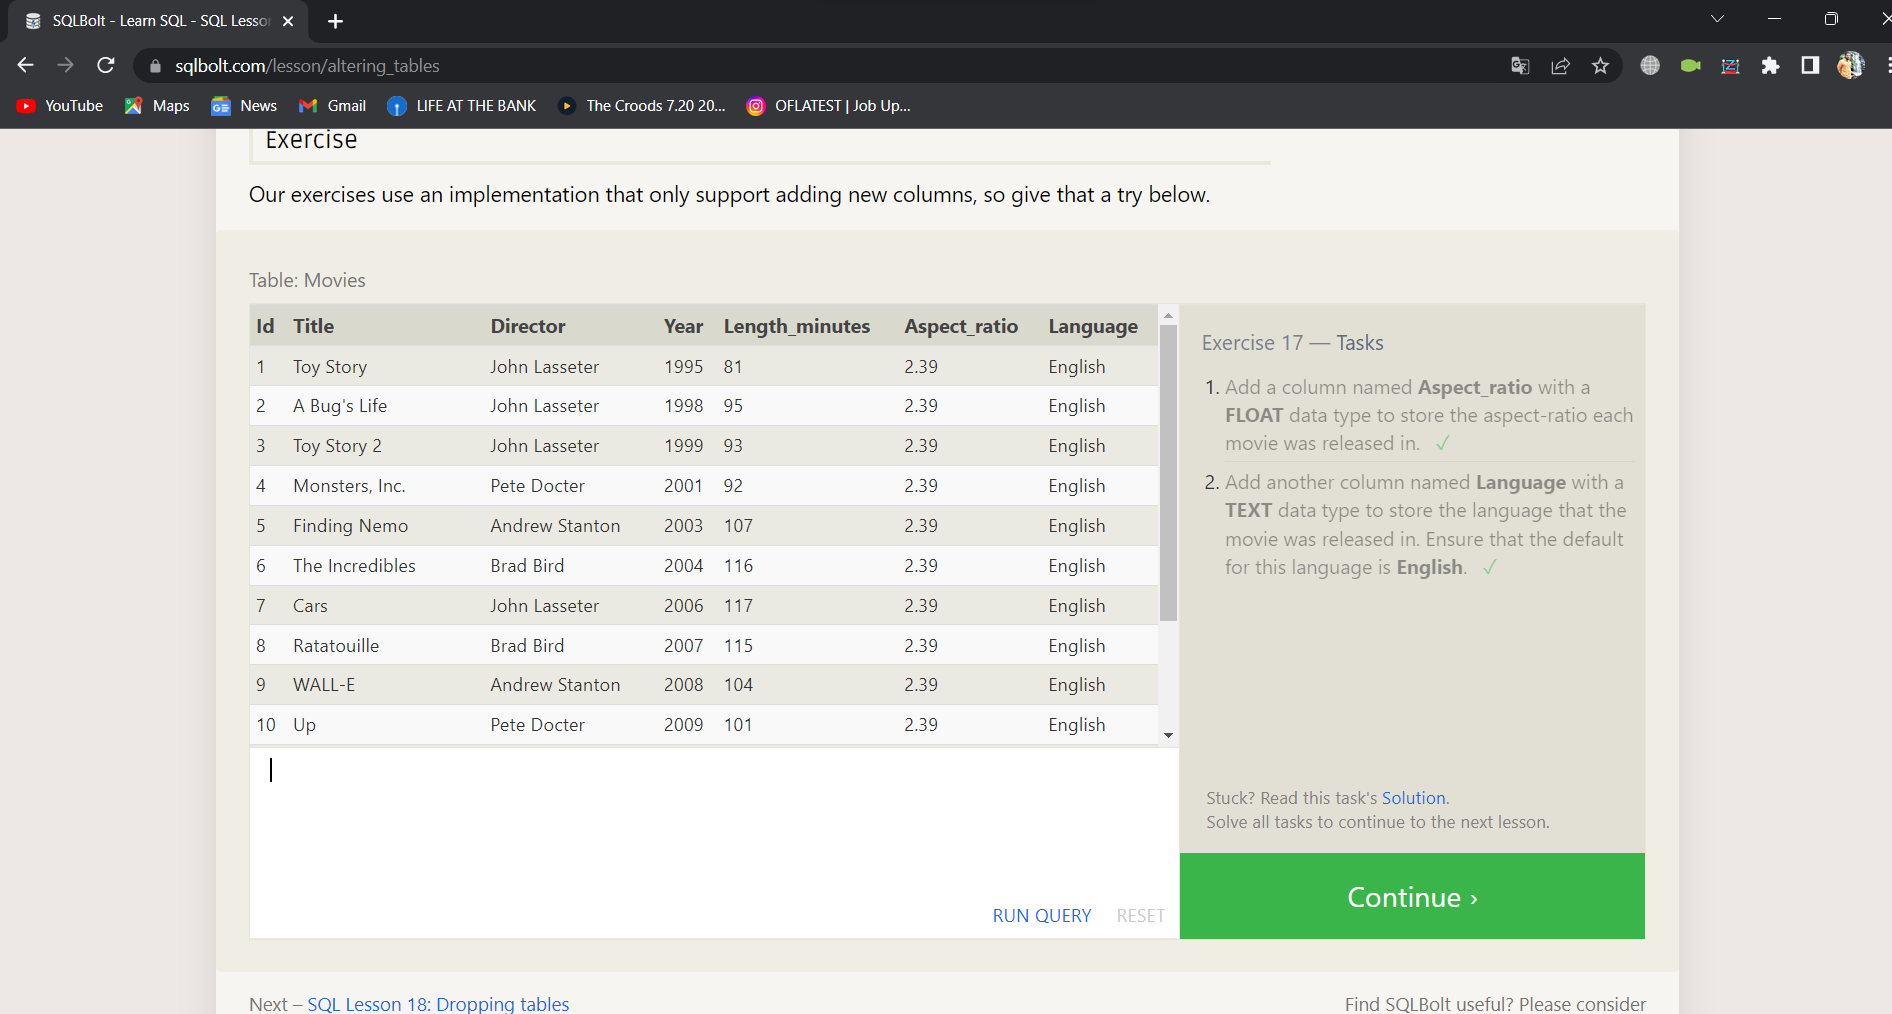 SQLBolt - Learn SQL - SQL Lesso
sqlbolt.com/lesson/altering_tables
YouTube Maps News Gmail LIFE AT THE BANK The Croods 7.20 20... OFLATEST | Job Up...
Exercise
Our exercises use an implementation that only support adding new columns, so give that a try below.
Table: Movies
Id Title Director Year Length_minutes Aspect_ratio Language
1 Toy Story John Lasseter 1995 81 2.39 English
2 A Bug's Life John Lasseter 1998 95 2.39 English
3 Toy Story 2 John Lasseter 1999 93 2.39 English
4 Monsters, Inc. Pete Docter 2001 92 2.39 English
5 Finding Nemo Andrew Stanton 2003 107 2.39 English
6 The Incredibles Brad Bird 2004 116 2.39 English
7 Cars John Lasseter 2006 117 2.39 English
8 Ratatouille Brad Bird 2007 115 2.39 English
9 WALL-E Andrew Stanton 2008 104 2.39 English
10 Up Pete Docter 2009 101 2.39 English
RUN QUERY RESET
Exercise 17 — Tasks
1. Add a column named Aspect_ratio with a
FLOAT data type to store the aspect-ratio each
movie was released in. ✓
2. Add another column named Language with a
TEXT data type to store the language that the
movie was released in. Ensure that the default
for this language is English. ✓
Stuck? Read this task's Solution.
Solve all tasks to continue to the next lesson.
Continue ›
Next – SQL Lesson 18: Dropping tables
Find SQLBolt useful? Please consider